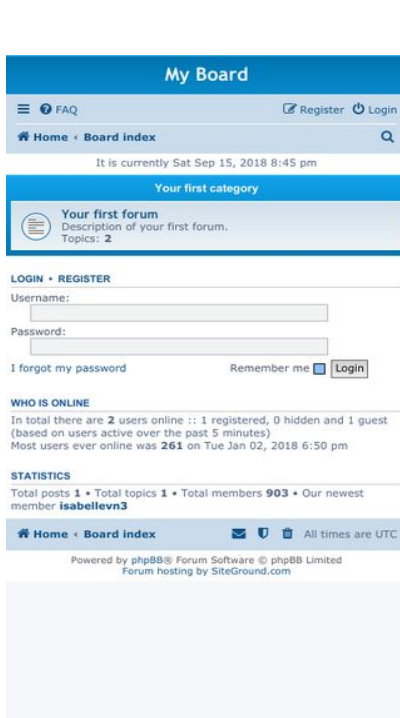 My Board
FAQ Register Login
Home ‹ Board index
It is currently Sat Sep 15, 2018 8:45 pm
Your first category
Your first forum
Description of your first forum.
Topics: 2
LOGIN • REGISTER
Username:
Password:
I forgot my password Remember me Login
WHO IS ONLINE
In total there are 2 users online :: 1 registered, 0 hidden and 1 guest
(based on users active over the past 5 minutes)
Most users ever online was 261 on Tue Jan 02, 2018 6:50 pm
STATISTICS
Total posts 1 • Total topics 1 • Total members 903 • Our newest
member isabellevn3
Home ‹ Board index All times are UTC
Powered by phpBB® Forum Software © phpBB Limited
Forum hosting by SiteGround.com